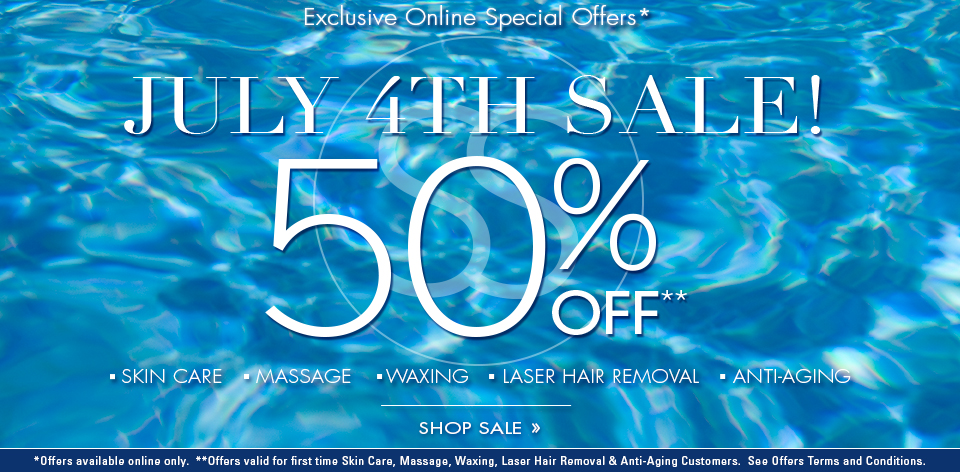 Exclusive Online Special Offers*
JULY 4TH SALE!
50%
OFF**
▪ SKIN CARE ▪ MASSAGE ▪ WAXING ▪ LASER HAIR REMOVAL ▪ ANTI-AGING
SHOP SALE »
*Offers available online only. **Offers valid for first time Skin Care, Massage, Waxing, Laser Hair Removal & Anti-Aging Customers. See Offers Terms and Conditions.